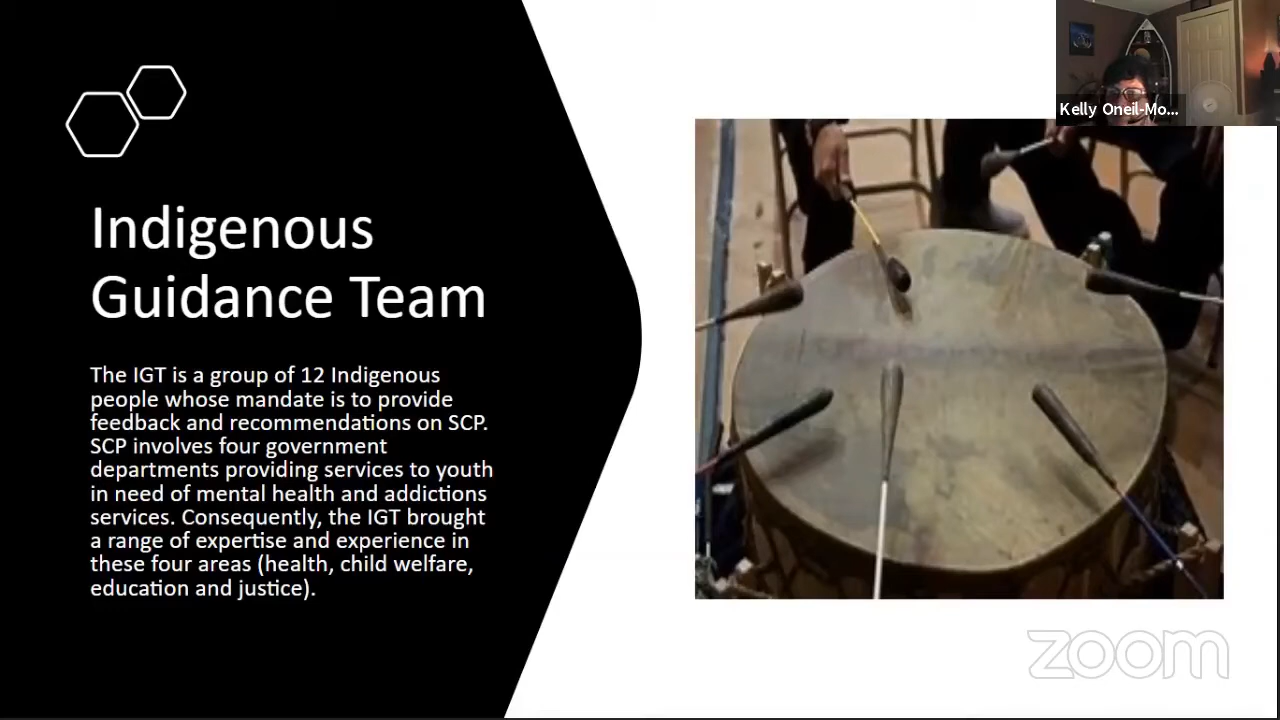 Kelly Oneil-Mo...
Indigenous
Guidance Team
The IGT is a group of 12 Indigenous
people whose mandate is to provide
feedback and recommendations on SCP.
SCP involves four government
departments providing services to youth
in need of mental health and addictions
services. Consequently, the IGT brought
a range of expertise and experience in
these four areas (health, child welfare,
education and justice).
zoom